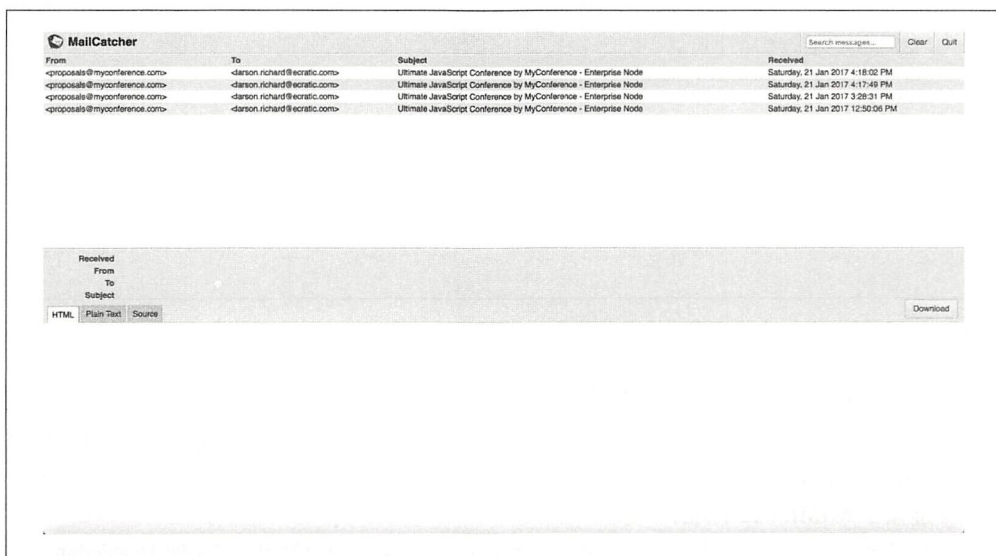 MailCatcher Search messages... Clear Quit
From To Subject Received
<proposals@myconference.com> <darson.richard@ecratic.com> Ultimate JavaScript Conference by MyConference - Enterprise Node Saturday, 21 Jan 2017 4:18:02 PM
<proposals@myconference.com> <darson.richard@ecratic.com> Ultimate JavaScript Conference by MyConference - Enterprise Node Saturday, 21 Jan 2017 4:17:49 PM
<proposals@myconference.com> <darson.richard@ecratic.com> Ultimate JavaScript Conference by MyConference - Enterprise Node Saturday, 21 Jan 2017 3:28:31 PM
<proposals@myconference.com> <darson.richard@ecratic.com> Ultimate JavaScript Conference by MyConference - Enterprise Node Saturday, 21 Jan 2017 12:50:06 PM
Received
From
To
Subject
HTML Plain Text Source Download